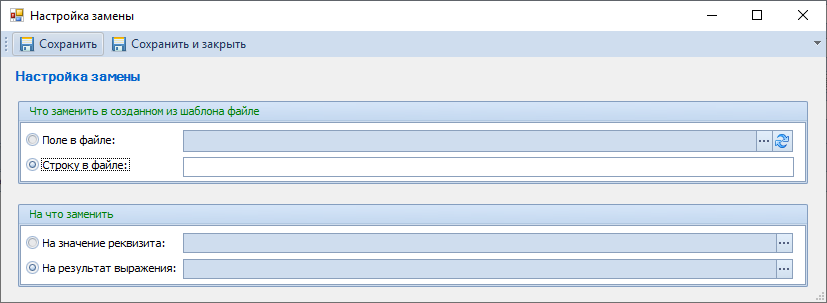 Настройка замены
Сохранить Сохранить и закрыть
Настройка замены
Что заменить в созданном из шаблона файле
Поле в файле:
Строку в файле:
На что заменить
На значение реквизита:
На результат выражения: